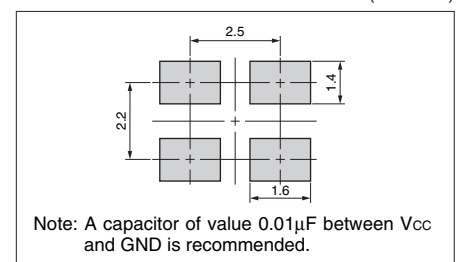 2.5
1.4
2.2
1.6
Note: A capacitor of value 0.01µF between Vcc
and GND is recommended.